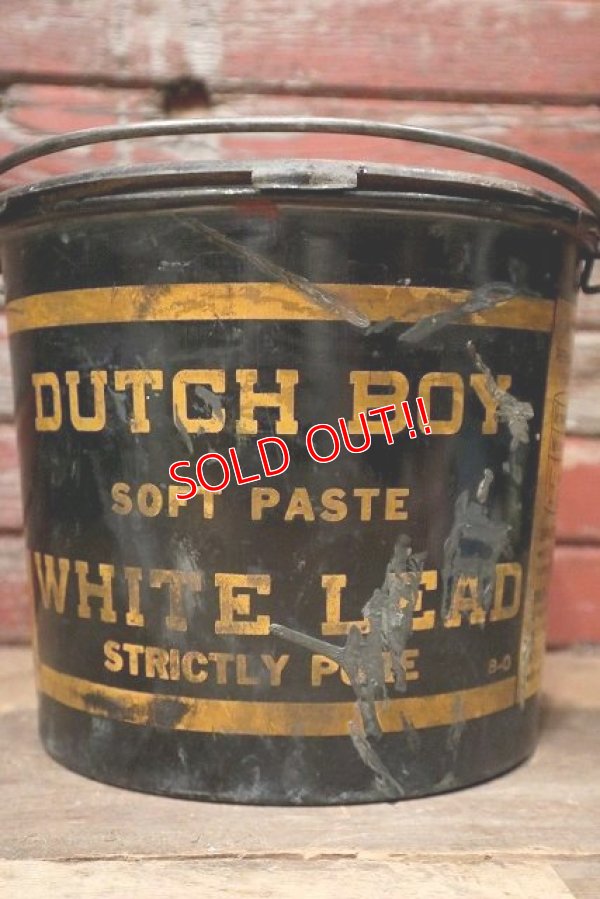 DUTCH BOY
SOLD OUT!!
SOFT PASTE
WHITE LEAD
STRICTLY PURE
B-O